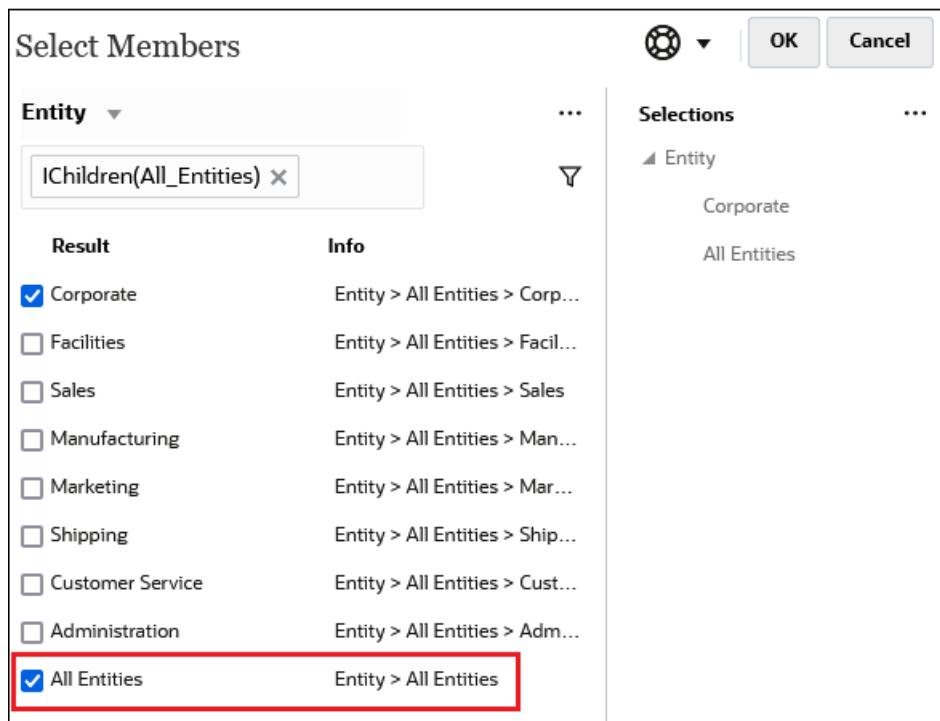 Select Members
OK
Cancel
Entity
...
Selections
...
IChildren(All_Entities) ×
Entity
Corporate
All Entities
Result Info
Corporate Entity > All Entities > Corp...
Facilities Entity > All Entities > Facil...
Sales Entity > All Entities > Sales
Manufacturing Entity > All Entities > Man...
Marketing Entity > All Entities > Mar...
Shipping Entity > All Entities > Ship...
Customer Service Entity > All Entities > Cust...
Administration Entity > All Entities > Adm...
All Entities Entity > All Entities